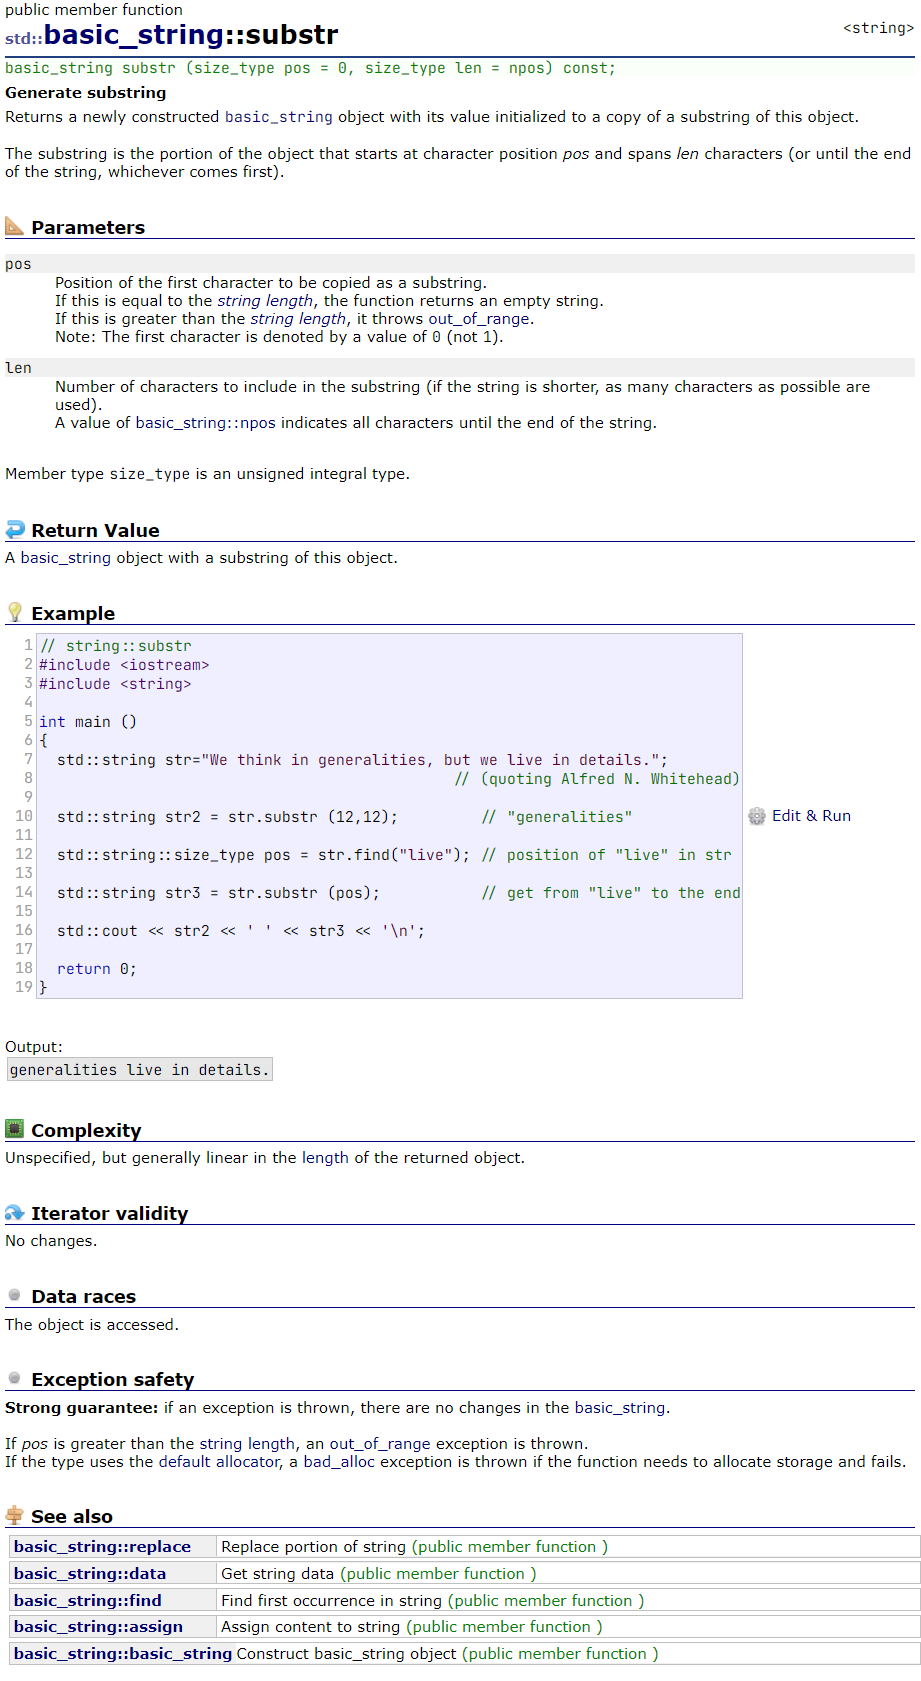 public member function
<string>
std::basic_string::substr
basic_string substr (size_type pos = 0, size_type len = npos) const;
Generate substring
Returns a newly constructed basic_string object with its value initialized to a copy of a substring of this object.
The substring is the portion of the object that starts at character position pos and spans len characters (or until the end
of the string, whichever comes first).
Parameters
pos
Position of the first character to be copied as a substring.
If this is equal to the string length, the function returns an empty string.
If this is greater than the string length, it throws out_of_range.
Note: The first character is denoted by a value of 0 (not 1).
len
Number of characters to include in the substring (if the string is shorter, as many characters as possible are
used).
A value of basic_string::npos indicates all characters until the end of the string.
Member type size_type is an unsigned integral type.
Return Value
A basic_string object with a substring of this object.
Example
1 // string::substr
2 #include <iostream>
3 #include <string>
4
5 int main ()
6 {
7   std::string str="We think in generalities, but we live in details.";
8                                              // (quoting Alfred N. Whitehead)
9
10   std::string str2 = str.substr (12,12);         // "generalities"
11
12   std::string::size_type pos = str.find("live"); // position of "live" in str
13
14   std::string str3 = str.substr (pos);           // get from "live" to the end
15
16   std::cout << str2 << ' ' << str3 << '\n';
17
18   return 0;
19 }
Edit & Run
Output:
generalities live in details.
Complexity
Unspecified, but generally linear in the length of the returned object.
Iterator validity
No changes.
Data races
The object is accessed.
Exception safety
Strong guarantee: if an exception is thrown, there are no changes in the basic_string.
If pos is greater than the string length, an out_of_range exception is thrown.
If the type uses the default allocator, a bad_alloc exception is thrown if the function needs to allocate storage and fails.
See also
basic_string::replace Replace portion of string (public member function )
basic_string::data Get string data (public member function )
basic_string::find Find first occurrence in string (public member function )
basic_string::assign Assign content to string (public member function )
basic_string::basic_string Construct basic_string object (public member function )